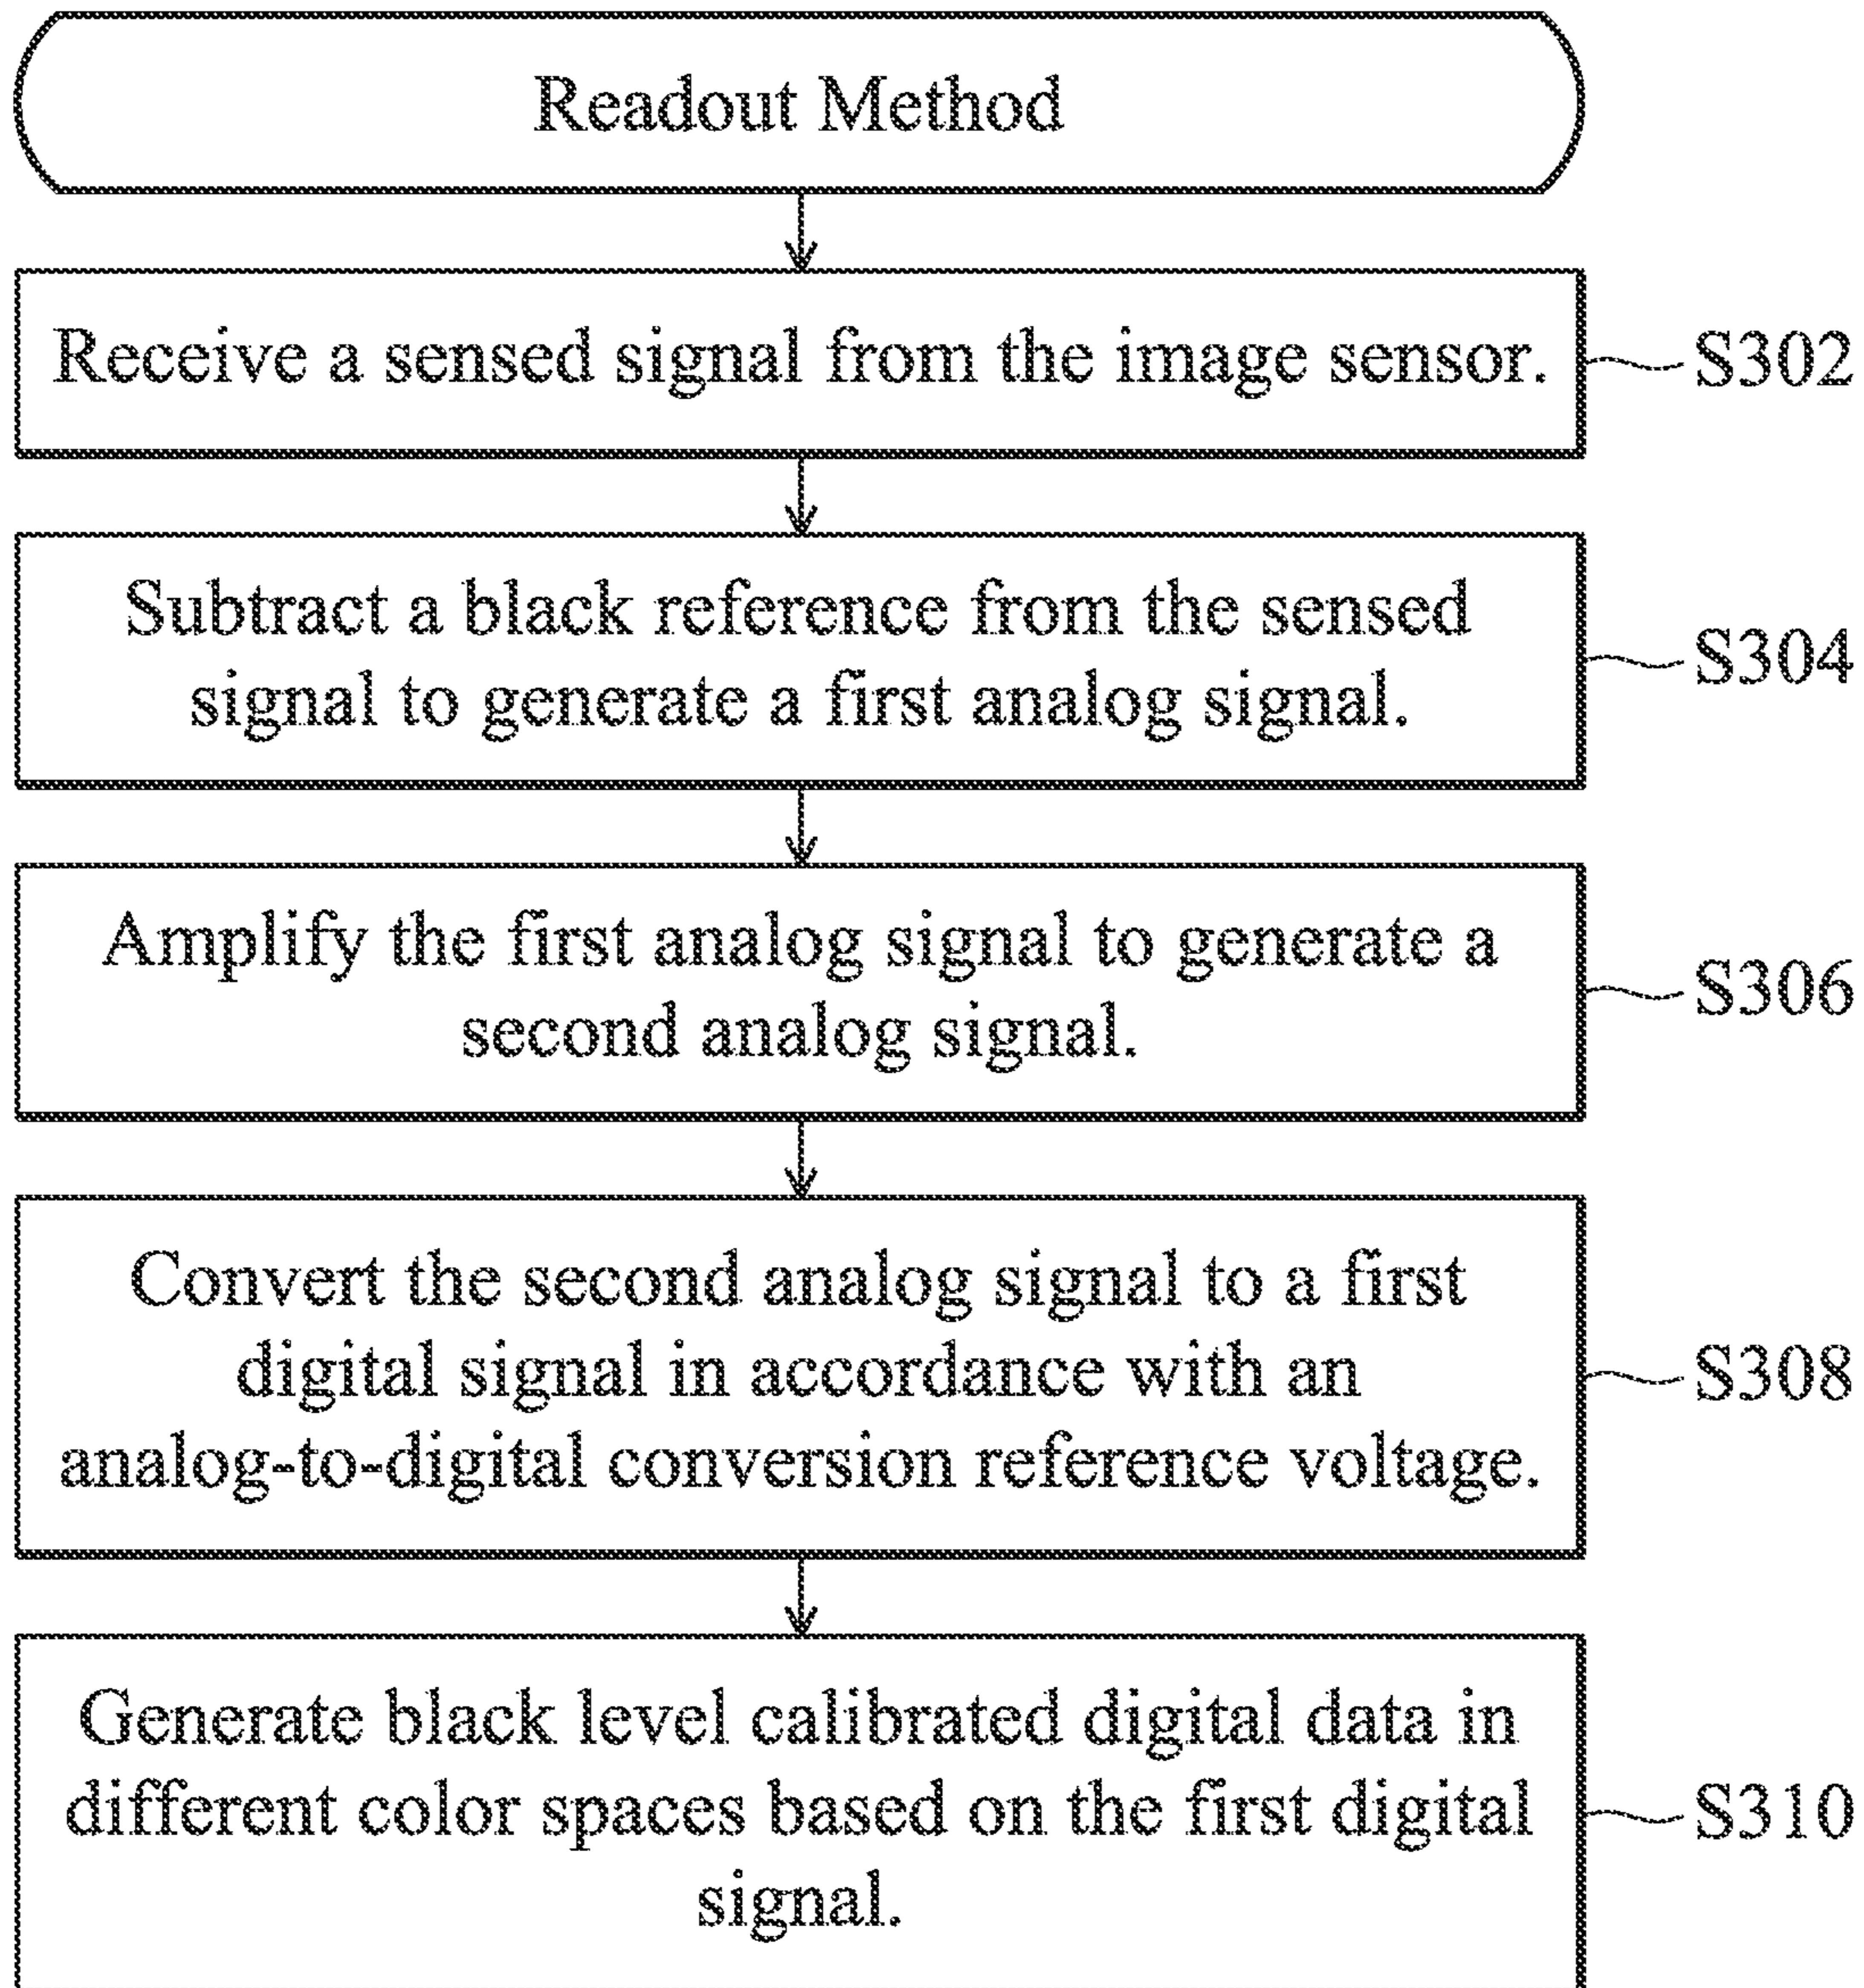 Readout Method
Receive a sensed signal from the image sensor.
S302
Subtract a black reference from the sensed
signal to generate a first analog signal.
S304
Amplify the first analog signal to generate a
second analog signal.
S306
Convert the second analog signal to a first
digital signal in accordance with an
analog-to-digital conversion reference voltage.
S308
Generate black level calibrated digital data in
different color spaces based on the first digital
signal.
S310